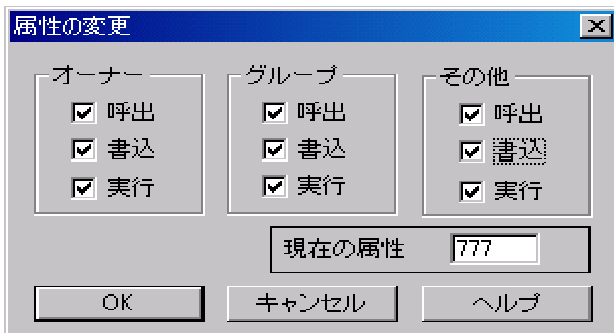 属性の変更
オーナー グループ その他
呼出 呼出 呼出
書込 書込 書込
実行 実行 実行
現在の属性 777
OK キャンセル ヘルプ